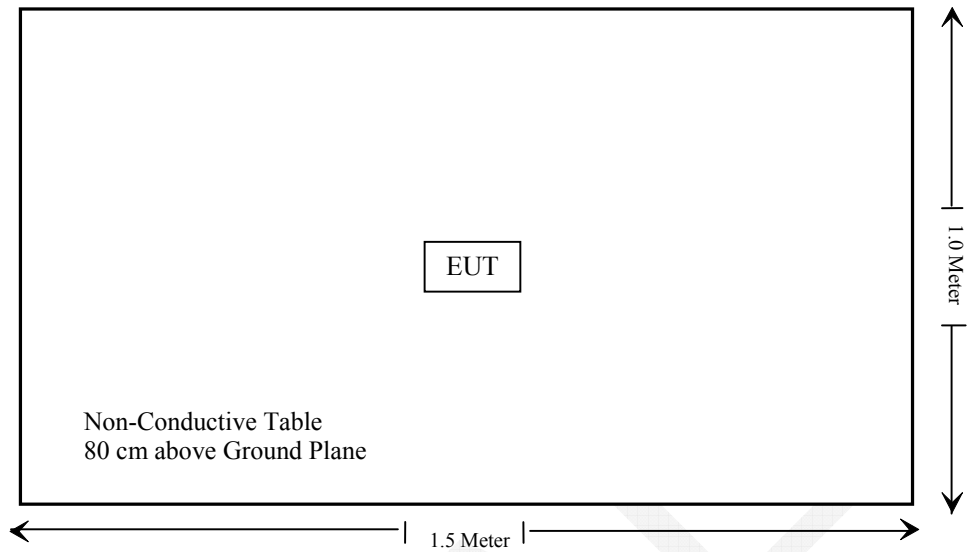 EUT
1.0 Meter
Non-Conductive Table
80 cm above Ground Plane
1.5 Meter